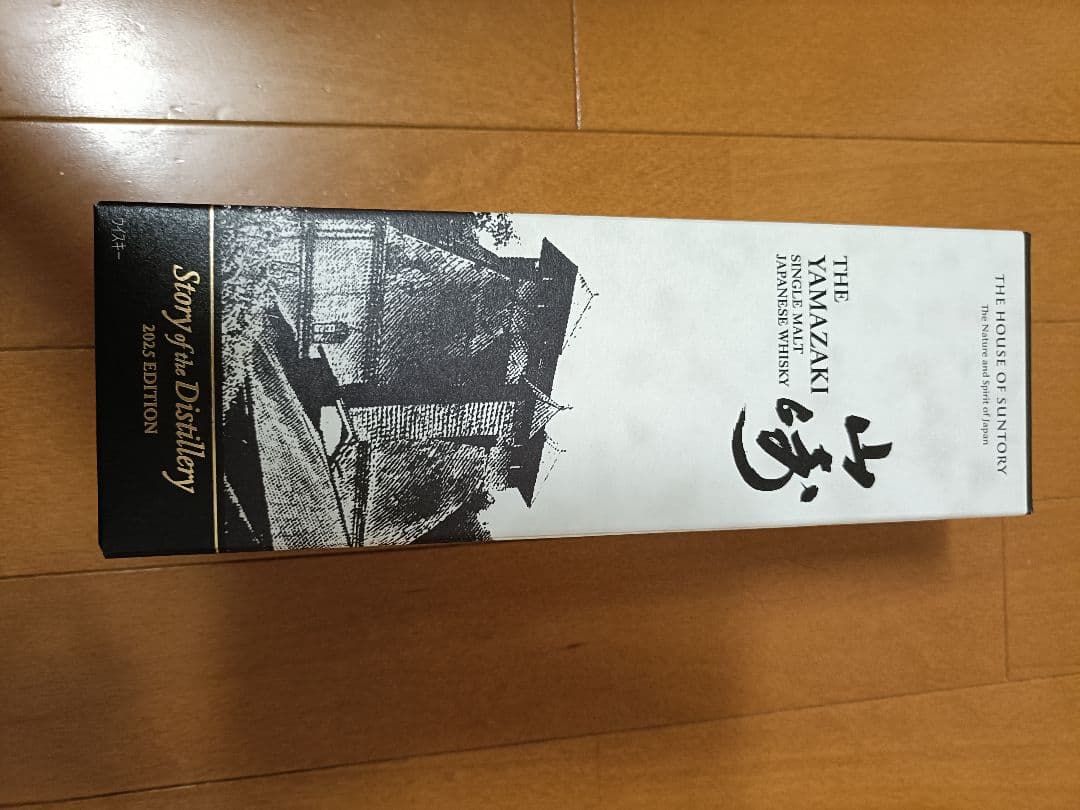 THE HOUSE OF SUNTORY
The Nature and Spirit of Japan
山崎
THE
YAMAZAKI
SINGLE MALT
JAPANESE WHISKY
Story of the Distillery
2025 EDITION
ウイスキー